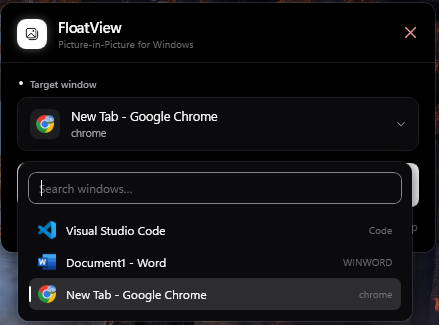 FloatView
Picture-in-Picture for Windows
• Target window
New Tab - Google Chrome
chrome
Search windows...
Visual Studio Code
Code
Document1 - Word
WINWORD
New Tab - Google Chrome
chrome